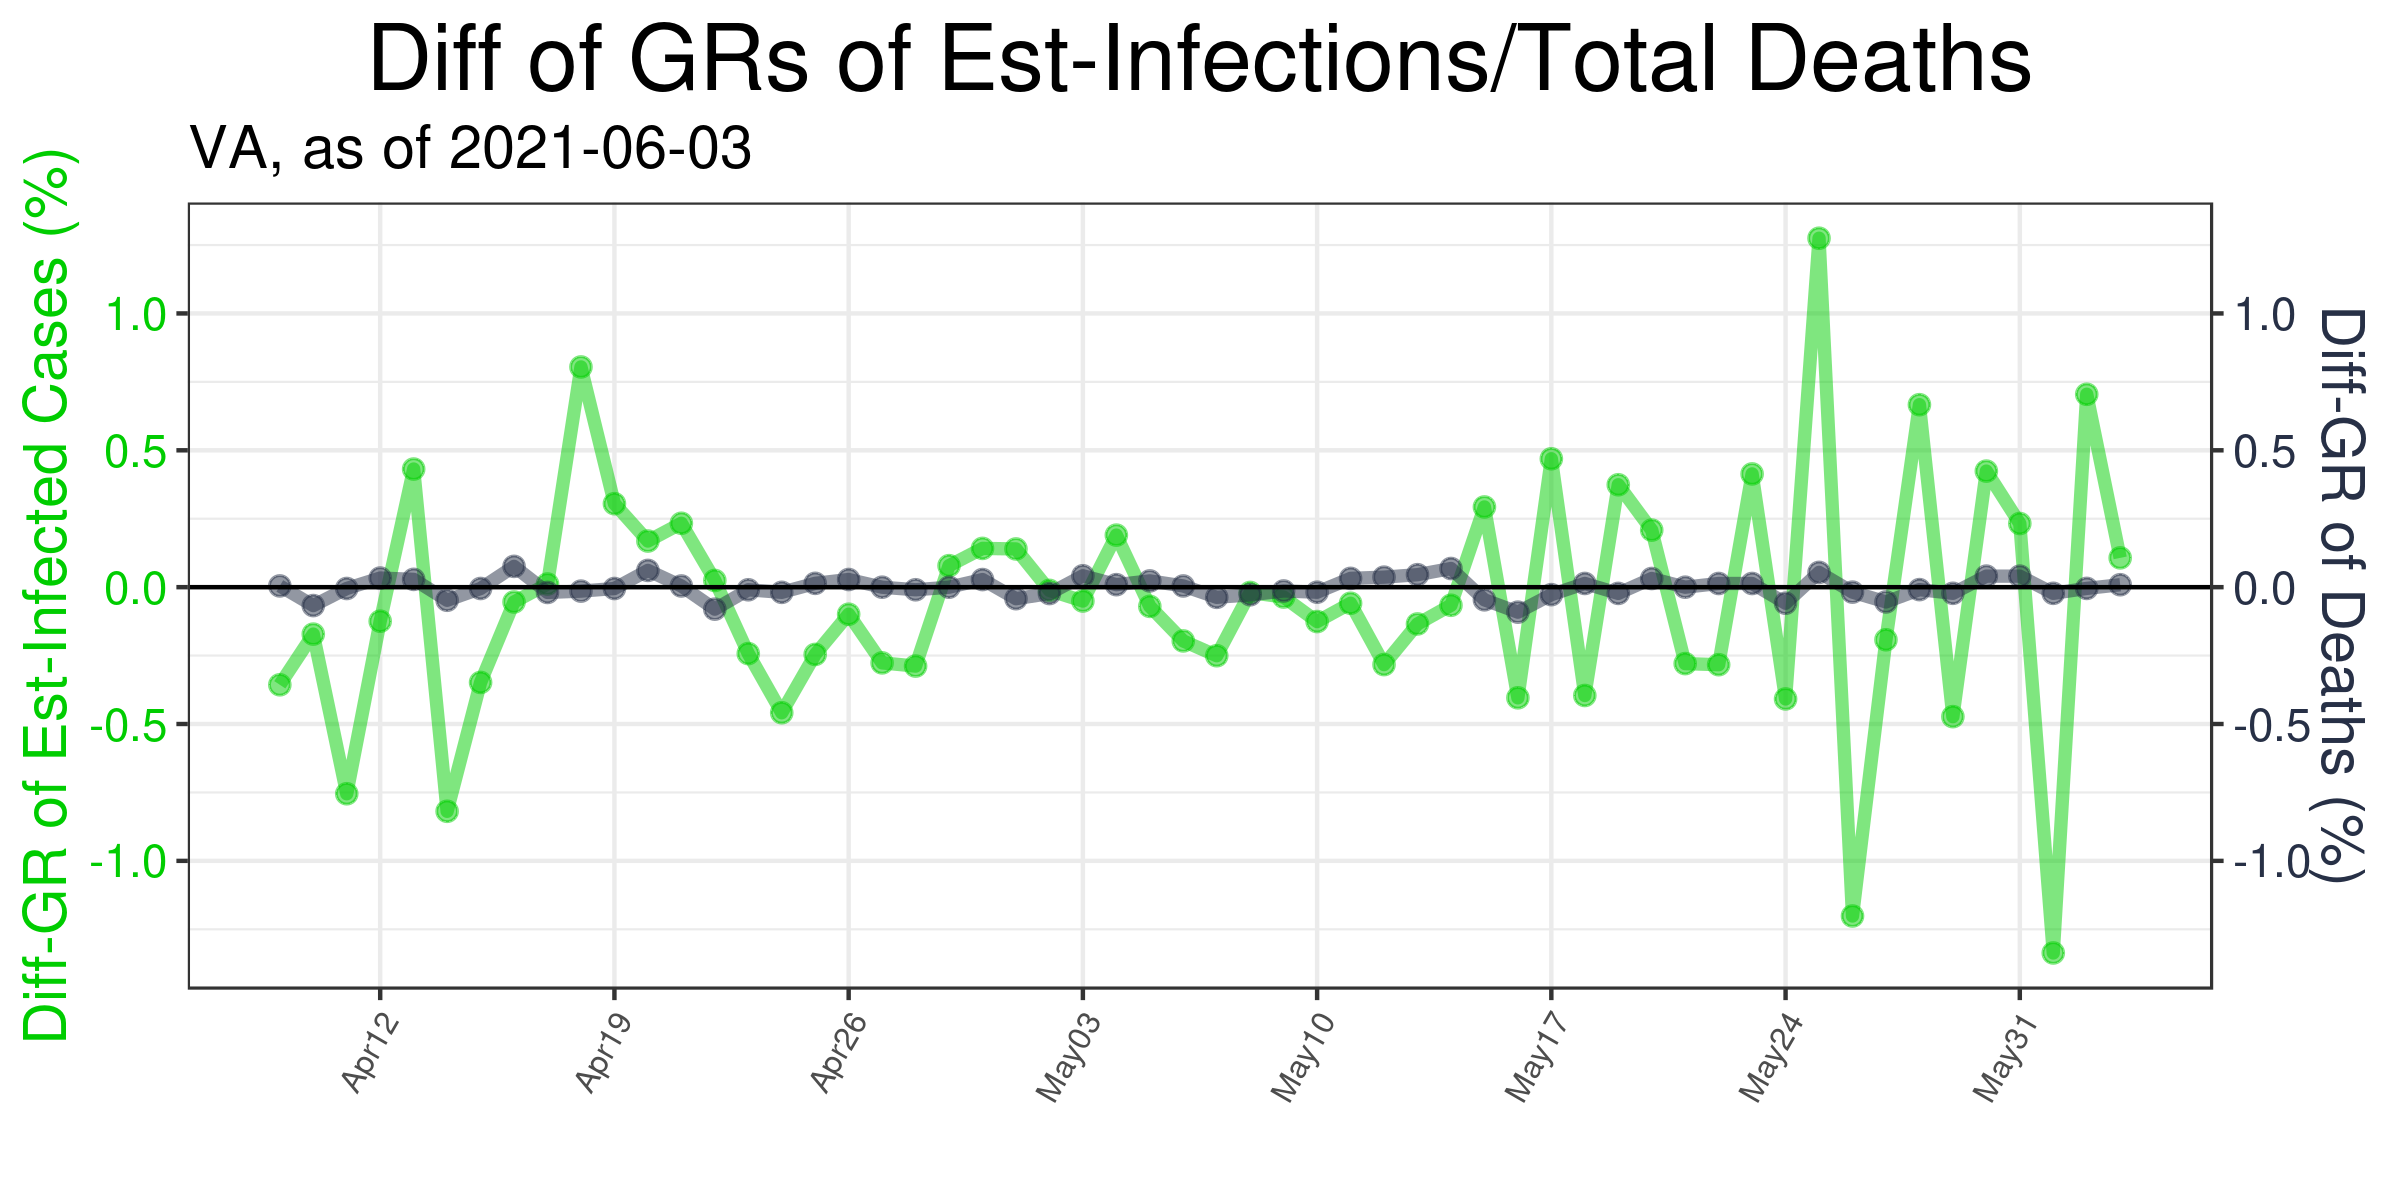 Diff of GRs of Est-Infections/Total Deaths
VA, as of 2021-06-03
Diff-GR of Est-Infected Cases (%)
1.0
0.5
0.0
-0.5
-1.0
1.0
0.5
0.0
-0.5
-1.0
Diff-GR of Deaths (%)
Apr12
Apr19
Apr26
May03
May10
May17
May24
May31